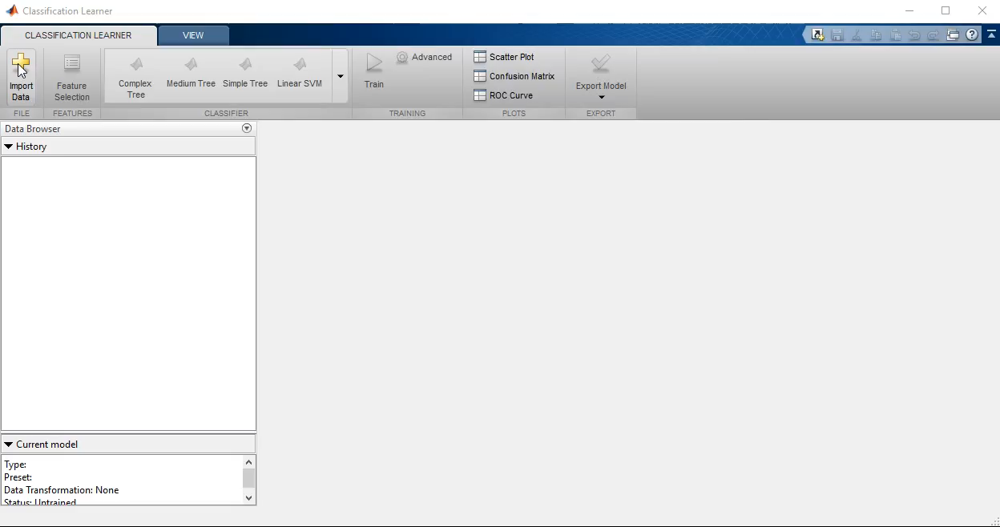 Classification Learner
CLASSIFICATION LEARNER
VIEW
Import
Data
Feature
Selection
Complex
Tree
Medium Tree
Simple Tree
Linear SVM
Train
Advanced
Scatter Plot
Confusion Matrix
ROC Curve
Export Model
FILE
FEATURES
CLASSIFIER
TRAINING
PLOTS
EXPORT
Data Browser
History
Current model
Type:
Preset:
Data Transformation: None
Status: Untrained